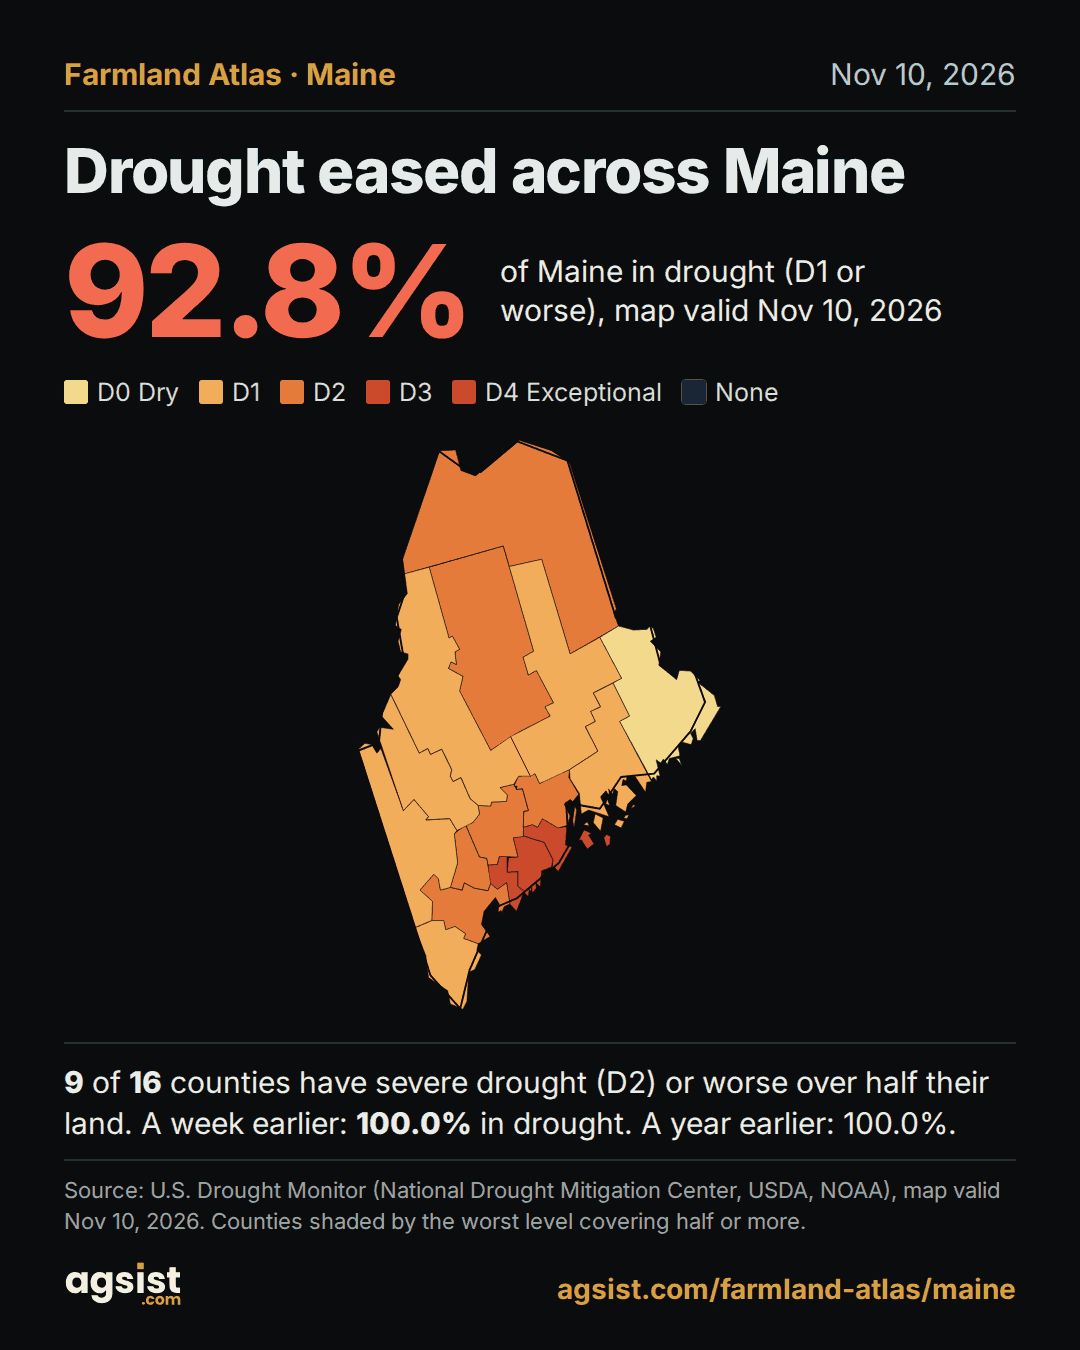 Farmland Atlas · Maine
Nov 10, 2026
Drought eased across Maine
92.8%
of Maine in drought (D1 or
worse), map valid Nov 10, 2026
D0 Dry D1 D2 D3 D4 Exceptional None
9 of 16 counties have severe drought (D2) or worse over half their
land. A week earlier: 100.0% in drought. A year earlier: 100.0%.
Source: U.S. Drought Monitor (National Drought Mitigation Center, USDA, NOAA), map valid
Nov 10, 2026. Counties shaded by the worst level covering half or more.
agsist
.com
agsist.com/farmland-atlas/maine